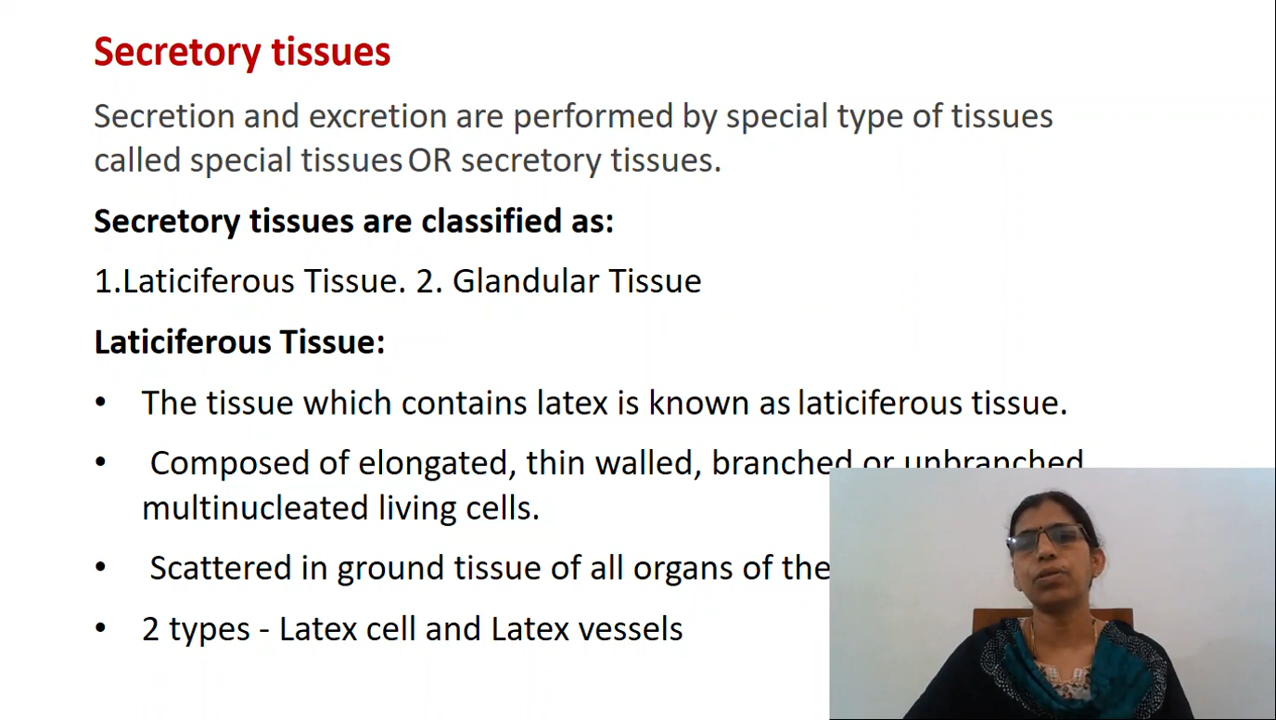 Secretory tissues
Secretion and excretion are performed by special type of tissues
called special tissues OR secretory tissues.
Secretory tissues are classified as:
1.Laticiferous Tissue. 2. Glandular Tissue
Laticiferous Tissue:
• The tissue which contains latex is known as laticiferous tissue.
• Composed of elongated, thin walled, branched or unbranched
multinucleated living cells.
• Scattered in ground tissue of all organs of the
• 2 types - Latex cell and Latex vessels